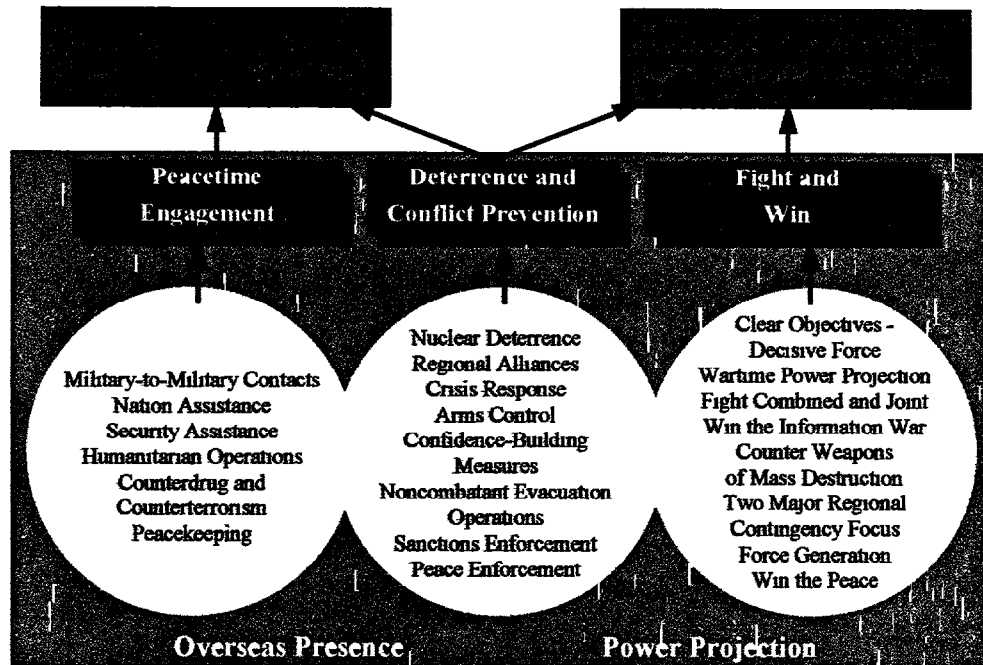 Peacetime
Engagement
Deterrence and
Conflict Prevention
Fight and
Win
Military-to-Military Contacts
Nation Assistance
Security Assistance
Humanitarian Operations
Counterdrug and
Counterterrorism
Peacekeeping
Nuclear Deterrence
Regional Alliances
Crisis Response
Arms Control
Confidence-Building
Measures
Noncombatant Evacuation
Operations
Sanctions Enforcement
Peace Enforcement
Clear Objectives -
Decisive Force
Wartime Power Projection
Fight Combined and Joint
Win the Information War
Counter Weapons
of Mass Destruction
Two Major Regional
Contingency Focus
Force Generation
Win the Peace
Overseas Presence
Power Projection